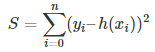 S = \sum_{i=0}^{n} (y_i - h(x_i))^2